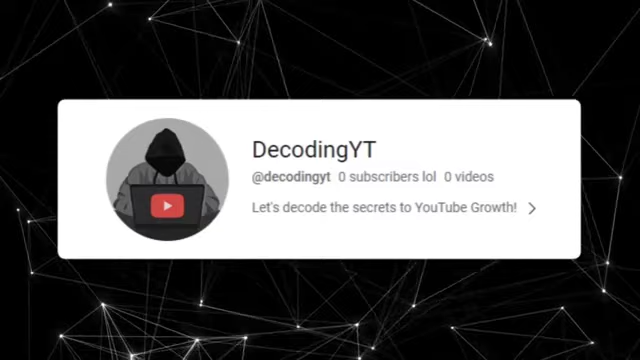 DecodingYT
@decodingyt 0 subscribers lol 0 videos
Let's decode the secrets to YouTube Growth!